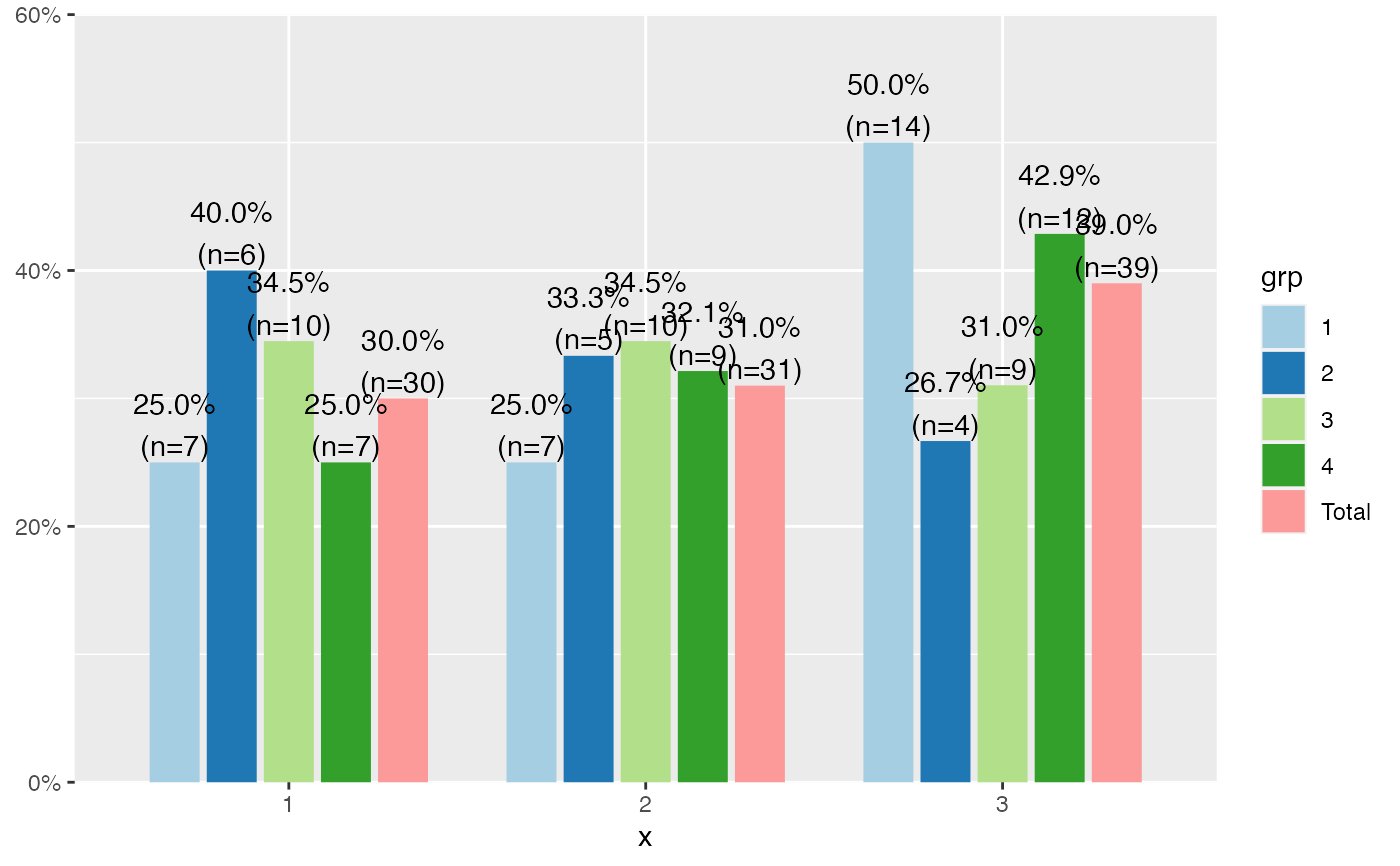 60%
40%
20%
0%
25.0%
(n=7)
40.0%
(n=6)
34.5%
(n=10)
25.0%
(n=7)
30.0%
(n=30)
25.0%
(n=7)
33.3%
(n=5)
34.5%
(n=10)
32.1%
(n=9)
31.0%
(n=31)
50.0%
(n=14)
26.7%
(n=4)
31.0%
(n=9)
42.9%
(n=12)
39.0%
(n=39)
1
2
3
x
grp
1
2
3
4
Total